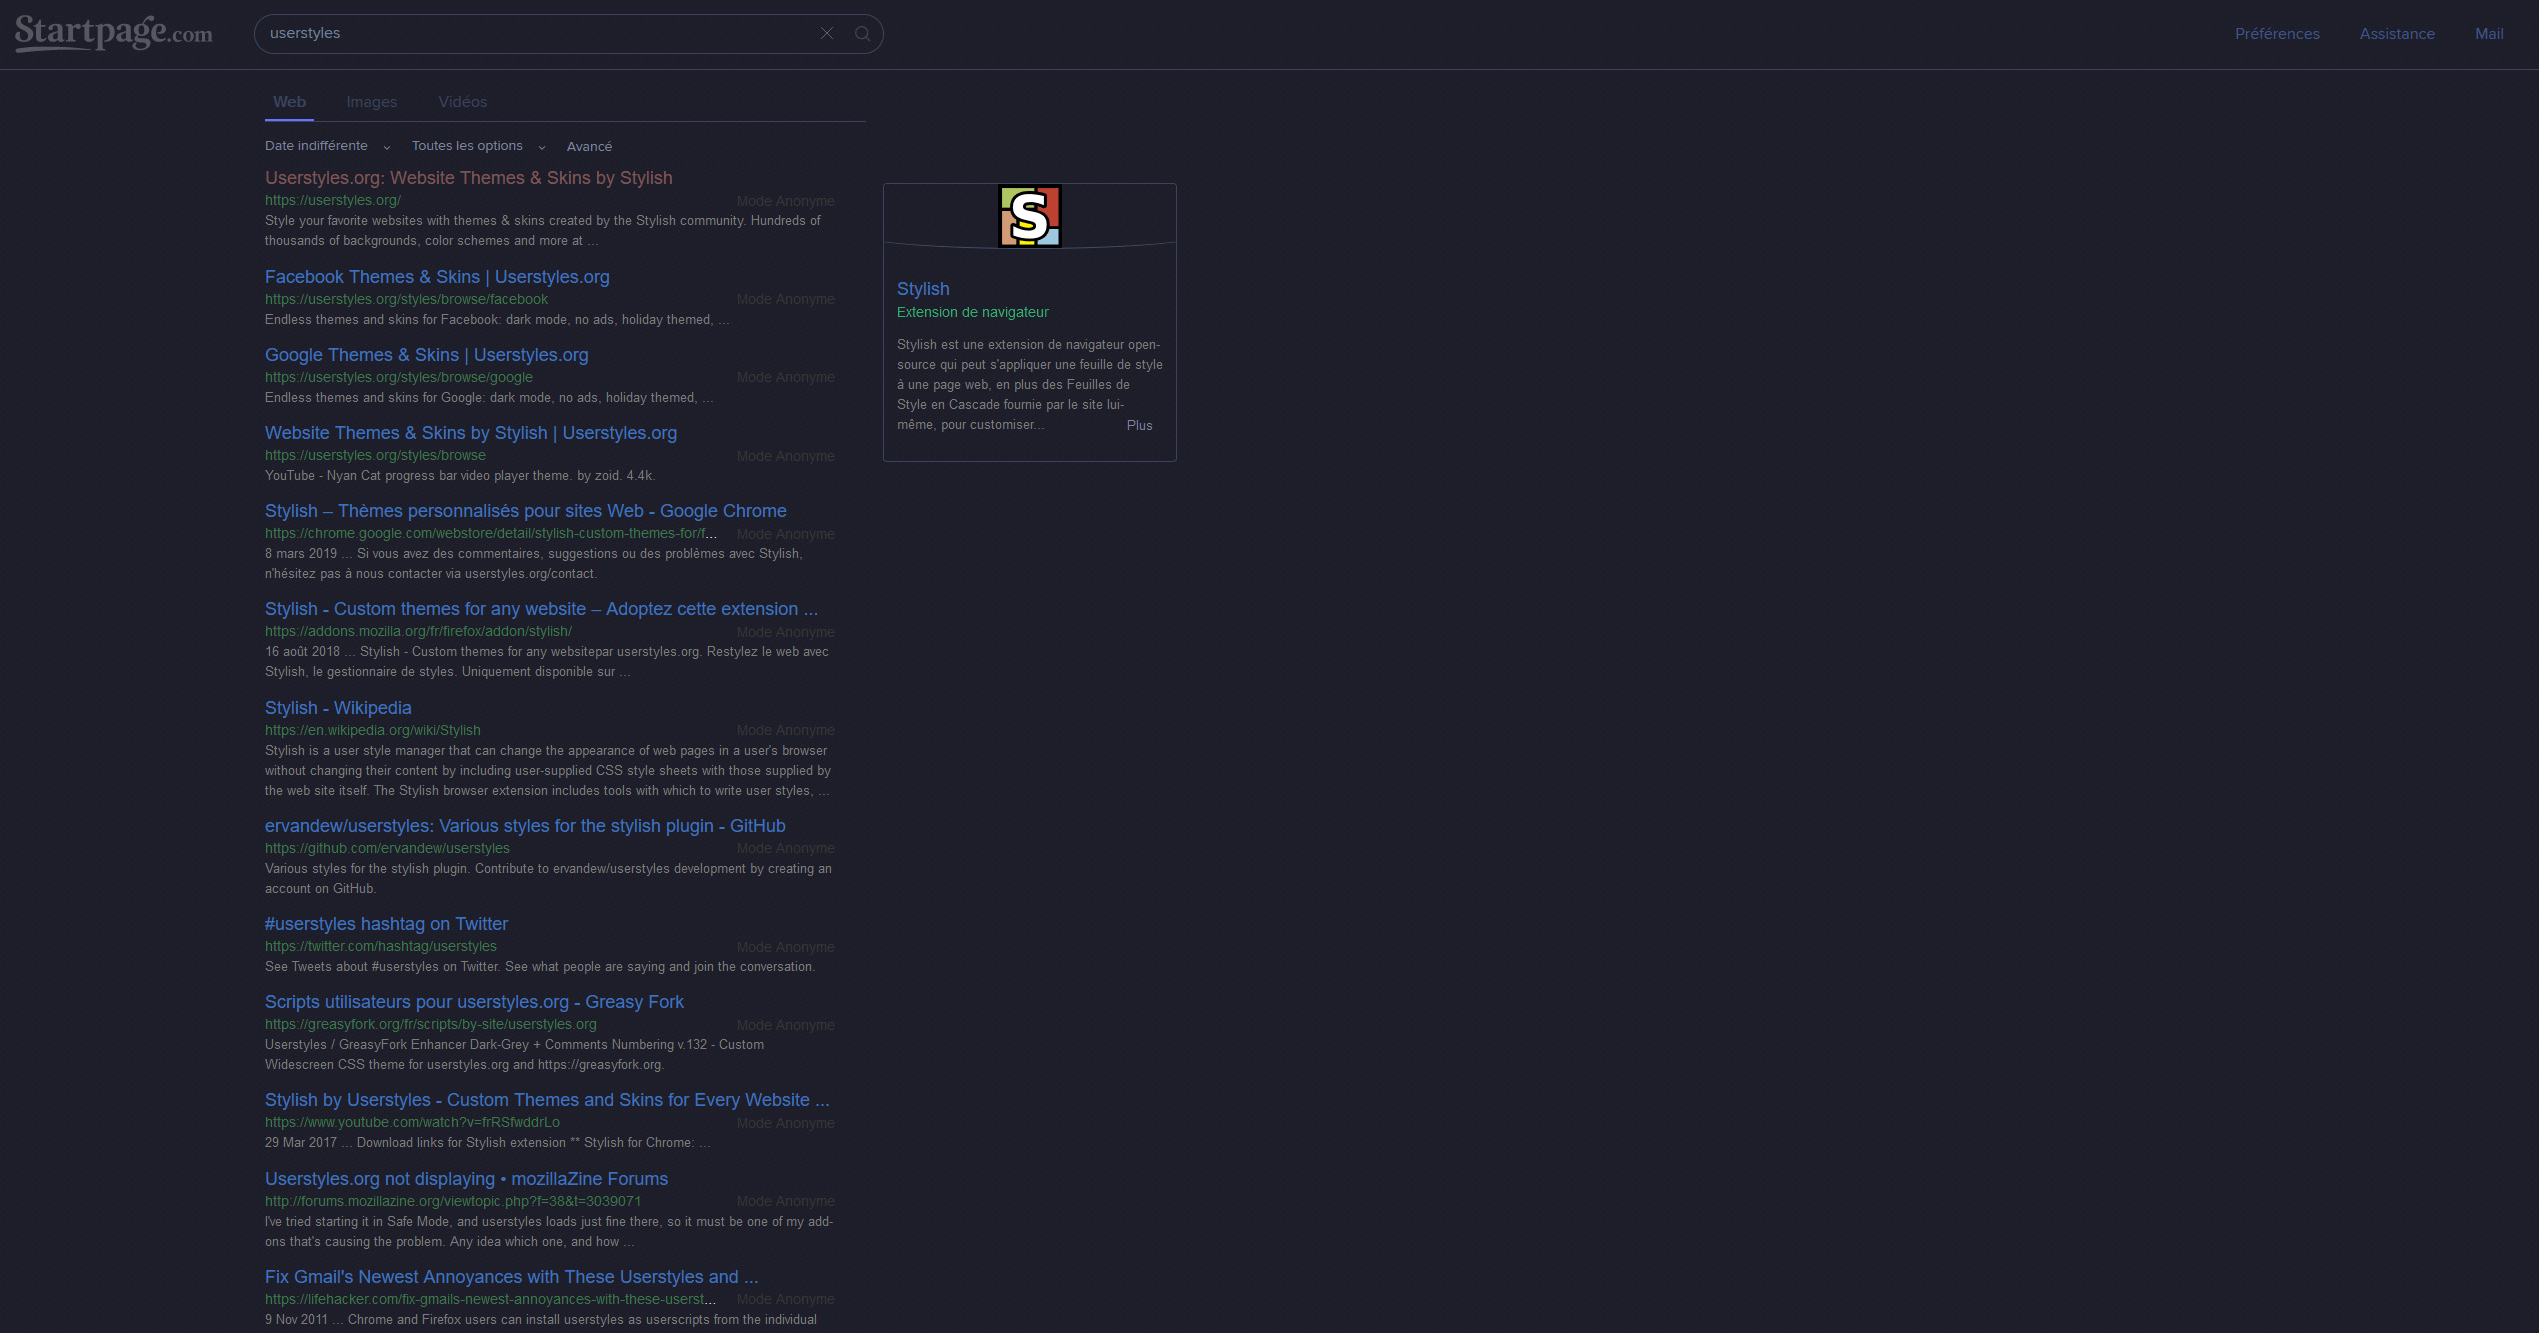 Startpage.com
userstyles
Préférences
Assistance
Mail
Web
Images
Vidéos
Date indifférente
Toutes les options
Avancé
Userstyles.org: Website Themes & Skins by Stylish
https://userstyles.org/
Mode Anonyme
Style your favorite websites with themes & skins created by the Stylish community. Hundreds of
thousands of backgrounds, color schemes and more at ...
Facebook Themes & Skins | Userstyles.org
https://userstyles.org/styles/browse/facebook
Mode Anonyme
Endless themes and skins for Facebook: dark mode, no ads, holiday themed, ...
Google Themes & Skins | Userstyles.org
https://userstyles.org/styles/browse/google
Mode Anonyme
Endless themes and skins for Google: dark mode, no ads, holiday themed, ...
Website Themes & Skins by Stylish | Userstyles.org
https://userstyles.org/styles/browse
Mode Anonyme
YouTube - Nyan Cat progress bar video player theme. by zoid. 4.4k.
Stylish – Thèmes personnalisés pour sites Web - Google Chrome
https://chrome.google.com/webstore/detail/stylish-custom-themes-for/f...
Mode Anonyme
8 mars 2019 ... Si vous avez des commentaires, suggestions ou des problèmes avec Stylish,
n'hésitez pas à nous contacter via userstyles.org/contact.
Stylish - Custom themes for any website – Adoptez cette extension ...
https://addons.mozilla.org/fr/firefox/addon/stylish/
Mode Anonyme
16 août 2018 ... Stylish - Custom themes for any websitepar userstyles.org. Restylez le web avec
Stylish, le gestionnaire de styles. Uniquement disponible sur ...
Stylish - Wikipedia
https://en.wikipedia.org/wiki/Stylish
Mode Anonyme
Stylish is a user style manager that can change the appearance of web pages in a user's browser
without changing their content by including user-supplied CSS style sheets with those supplied by
the web site itself. The Stylish browser extension includes tools with which to write user styles, ...
ervandew/userstyles: Various styles for the stylish plugin - GitHub
https://github.com/ervandew/userstyles
Mode Anonyme
Various styles for the stylish plugin. Contribute to ervandew/userstyles development by creating an
account on GitHub.
#userstyles hashtag on Twitter
https://twitter.com/hashtag/userstyles
Mode Anonyme
See Tweets about #userstyles on Twitter. See what people are saying and join the conversation.
Scripts utilisateurs pour userstyles.org - Greasy Fork
https://greasyfork.org/fr/scripts/by-site/userstyles.org
Mode Anonyme
Userstyles / GreasyFork Enhancer Dark-Grey + Comments Numbering v.132 - Custom
Widescreen CSS theme for userstyles.org and https://greasyfork.org.
Stylish by Userstyles - Custom Themes and Skins for Every Website ...
https://www.youtube.com/watch?v=frRSfwddrLo
Mode Anonyme
29 Mar 2017 ... Download links for Stylish extension ** Stylish for Chrome: ...
Userstyles.org not displaying • mozillaZine Forums
http://forums.mozillazine.org/viewtopic.php?f=38&t=3039071
Mode Anonyme
I've tried starting it in Safe Mode, and userstyles loads just fine there, so it must be one of my add-
ons that's causing the problem. Any idea which one, and how ...
Fix Gmail's Newest Annoyances with These Userstyles and ...
https://lifehacker.com/fix-gmails-newest-annoyances-with-these-userst...
Mode Anonyme
9 Nov 2011 ... Chrome and Firefox users can install userstyles as userscripts from the individual
S
Stylish
Extension de navigateur
Stylish est une extension de navigateur open-
source qui peut s'appliquer une feuille de style
à une page web, en plus des Feuilles de
Style en Cascade fournie par le site lui-
même, pour customiser...
Plus